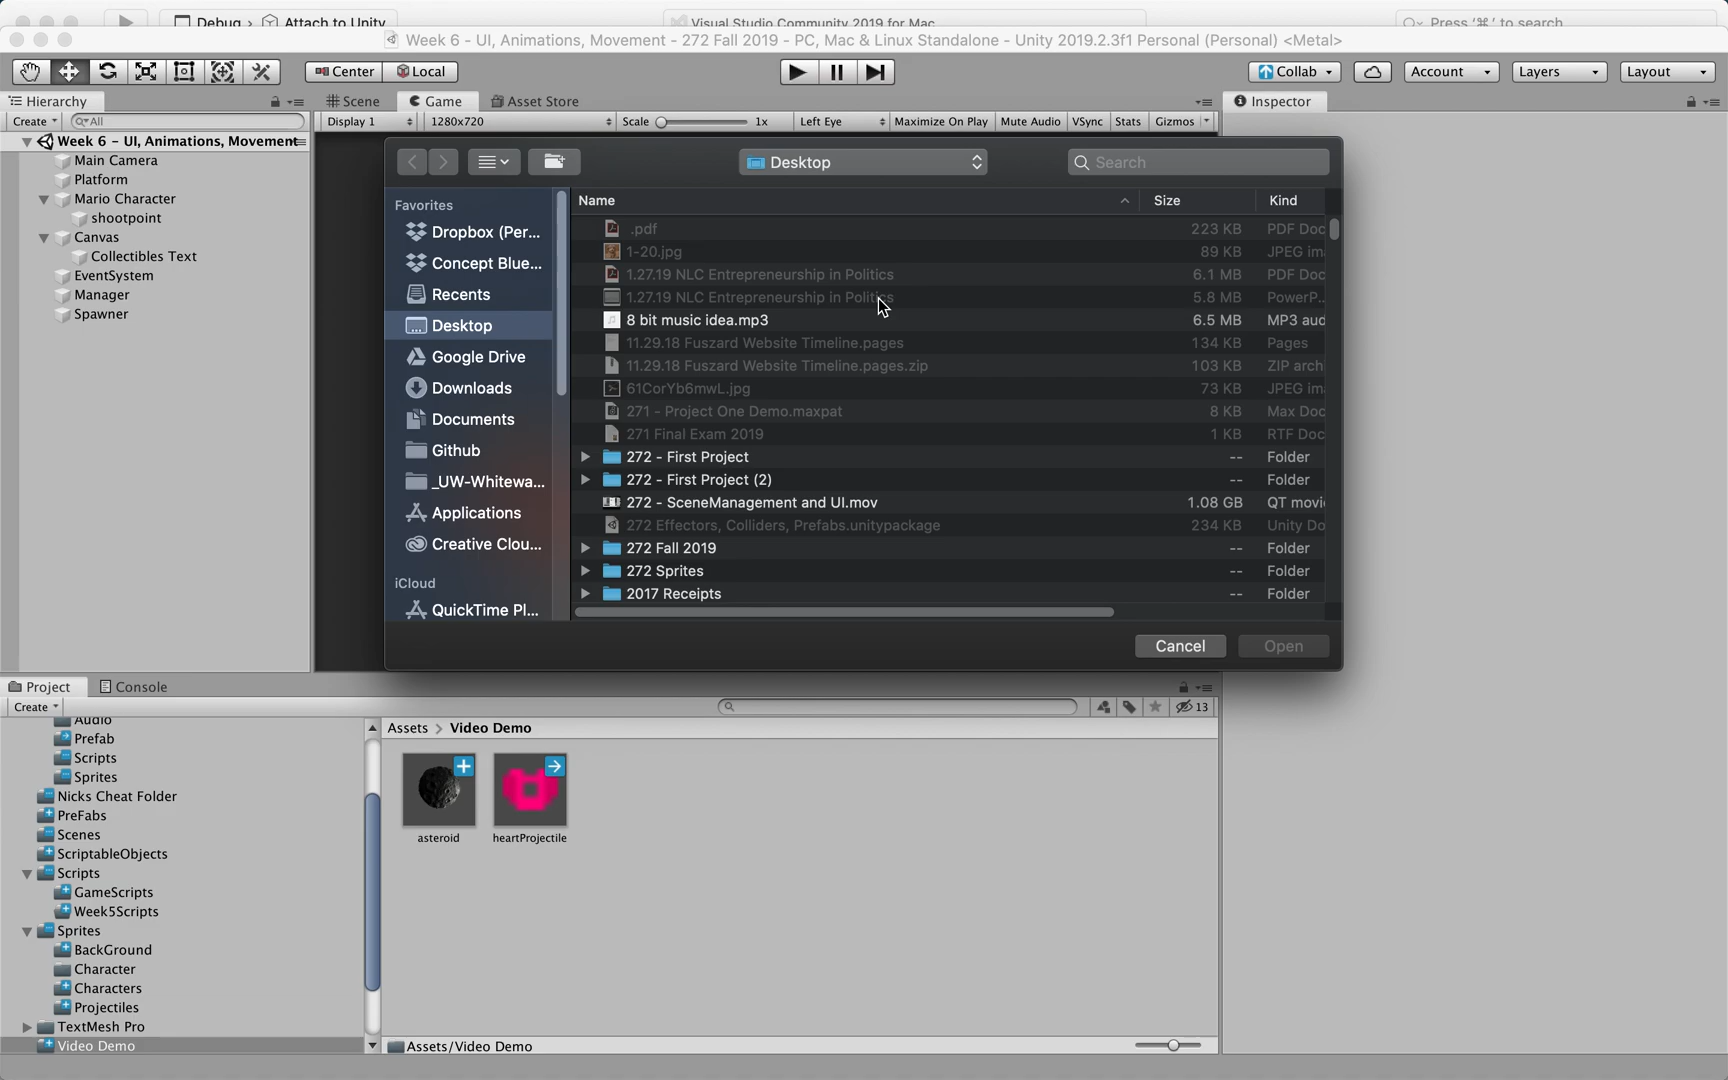 Debug › Attach to Unity
Visual Studio Community 2019 for Mac
Press '⌘.' to search
Week 6 - UI, Animations, Movement - 272 Fall 2019 - PC, Mac & Linux Standalone - Unity 2019.2.3f1 Personal (Personal) <Metal>
Center Local Collab Account Layers Layout
Hierarchy Scene Game Asset Store Inspector
Create All Display 1 1280x720 Scale 1x Left Eye Maximize On Play Mute Audio VSync Stats Gizmos
Week 6 - UI, Animations, Movement
Main Camera
Platform
Mario Character
shootpoint
Canvas
Collectibles Text
EventSystem
Manager
Spawner
Desktop Search
Favorites
Dropbox (Per...
Concept Blue...
Recents
Desktop
Google Drive
Downloads
Documents
Github
_UW-Whitewa...
Applications
Creative Clou...
iCloud
QuickTime Pl...
Name Size Kind
.pdf 223 KB PDF Doc
1-20.jpg 89 KB JPEG im
1.27.19 NLC Entrepreneurship in Politics 6.1 MB PDF Doc
1.27.19 NLC Entrepreneurship in Politics 5.8 MB PowerP...
8 bit music idea.mp3 6.5 MB MP3 aud
11.29.18 Fuszard Website Timeline.pages 134 KB Pages
11.29.18 Fuszard Website Timeline.pages.zip 103 KB ZIP arch
61CorYb6mwL.jpg 73 KB JPEG im
271 - Project One Demo.maxpat 8 KB Max Doc
271 Final Exam 2019 1 KB RTF Doc
272 - First Project -- Folder
272 - First Project (2) -- Folder
272 - SceneManagement and UI.mov 1.08 GB QT movi
272 Effectors, Colliders, Prefabs.unitypackage 234 KB Unity Do
272 Fall 2019 -- Folder
272 Sprites -- Folder
2017 Receipts -- Folder
Cancel Open
Project Console
Create 13
Audio
Prefab
Scripts
Sprites
Nicks Cheat Folder
PreFabs
Scenes
ScriptableObjects
Scripts
GameScripts
Week5Scripts
Sprites
BackGround
Character
Characters
Projectiles
TextMesh Pro
Video Demo
Assets › Video Demo
asteroid heartProjectile
Assets/Video Demo